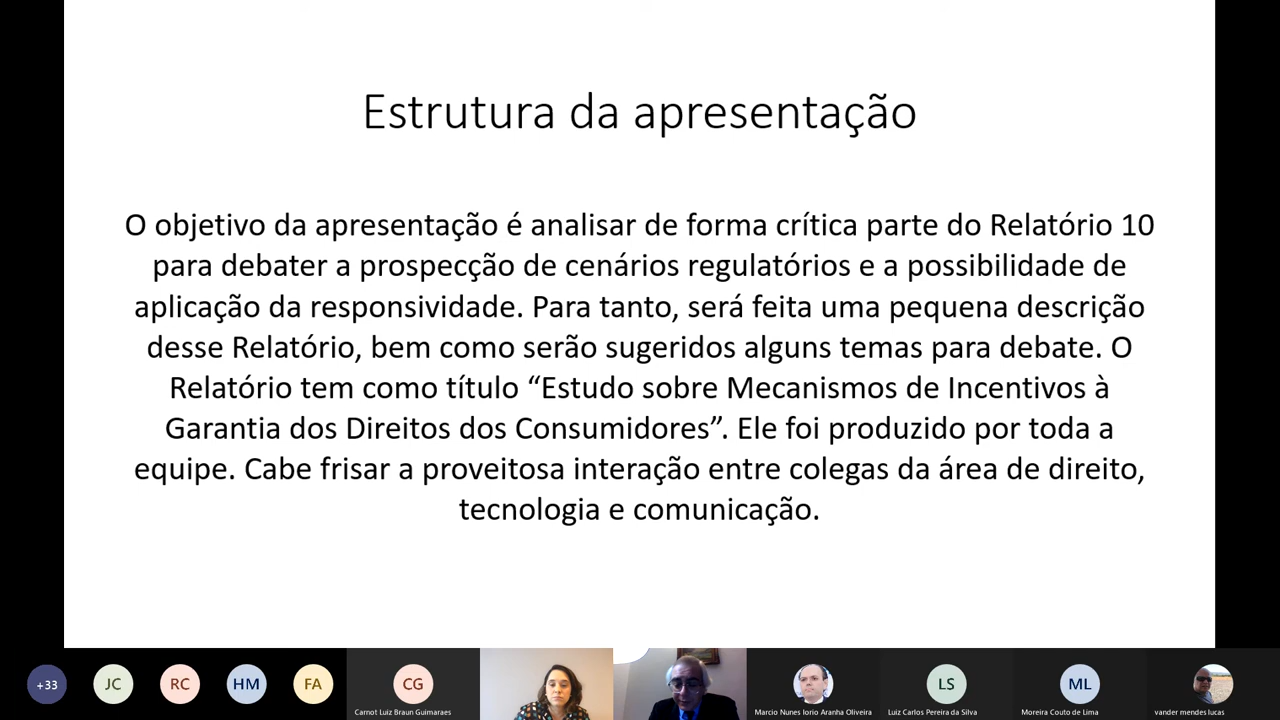 Estrutura da apresentação
O objetivo da apresentação é analisar de forma crítica parte do Relatório 10
para debater a prospecção de cenários regulatórios e a possibilidade de
aplicação da responsividade. Para tanto, será feita uma pequena descrição
desse Relatório, bem como serão sugeridos alguns temas para debate. O
Relatório tem como título “Estudo sobre Mecanismos de Incentivos à
Garantia dos Direitos dos Consumidores”. Ele foi produzido por toda a
equipe. Cabe frisar a proveitosa interação entre colegas da área de direito,
tecnologia e comunicação.
+33 JC RC HM FA CG LS ML
Carnot Luiz Braun Guimaraes Marcio Nunes Iorio Aranha Oliveira Luiz Carlos Pereira da Silva Moreira Couto de Lima vander mendes lucas